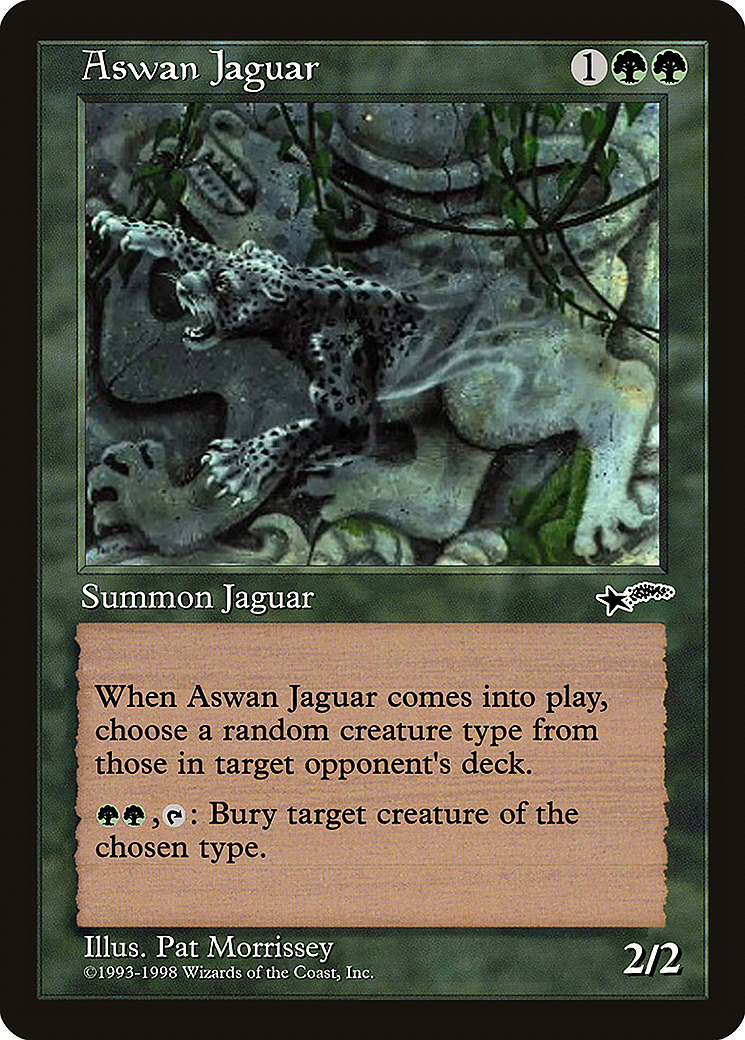 Aswan Jaguar 1
Summon Jaguar
When Aswan Jaguar comes into play,
choose a random creature type from
those in target opponent's deck.
, : Bury target creature of the
chosen type.
Illus. Pat Morrissey
©1993-1998 Wizards of the Coast, Inc.
2/2